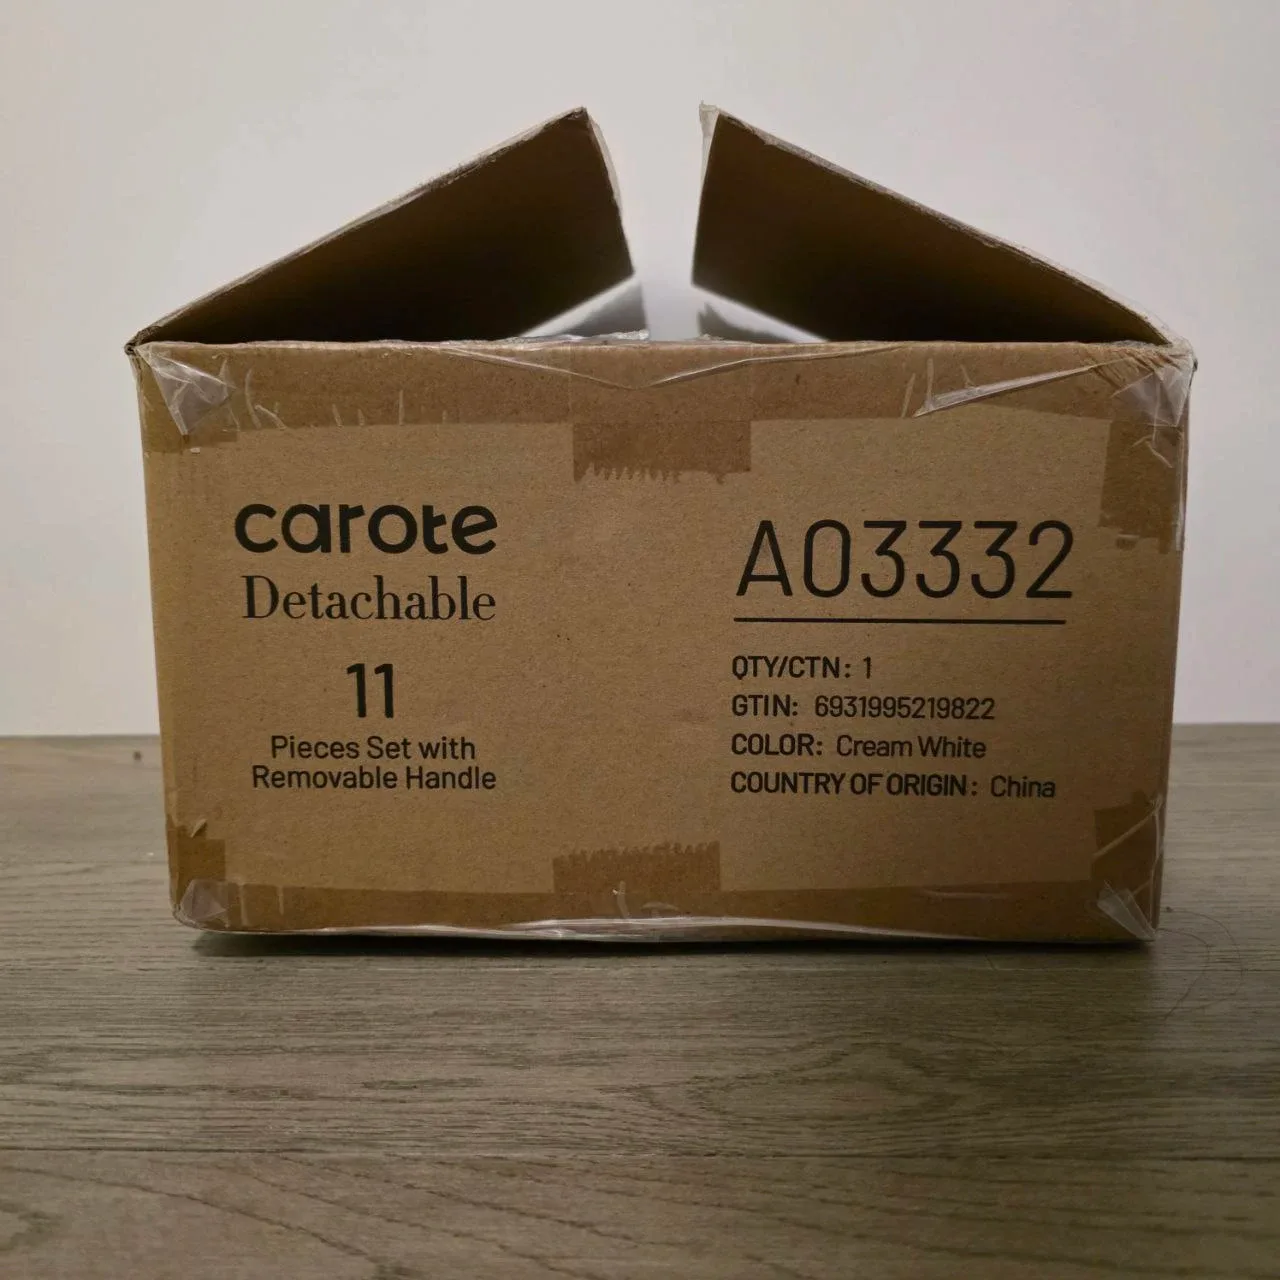 carote
Detachable
11
Pieces Set with
Removable Handle
A03332
QTY/CTN: 1
GTIN: 6931995219822
COLOR: Cream White
COUNTRY OF ORIGIN: China